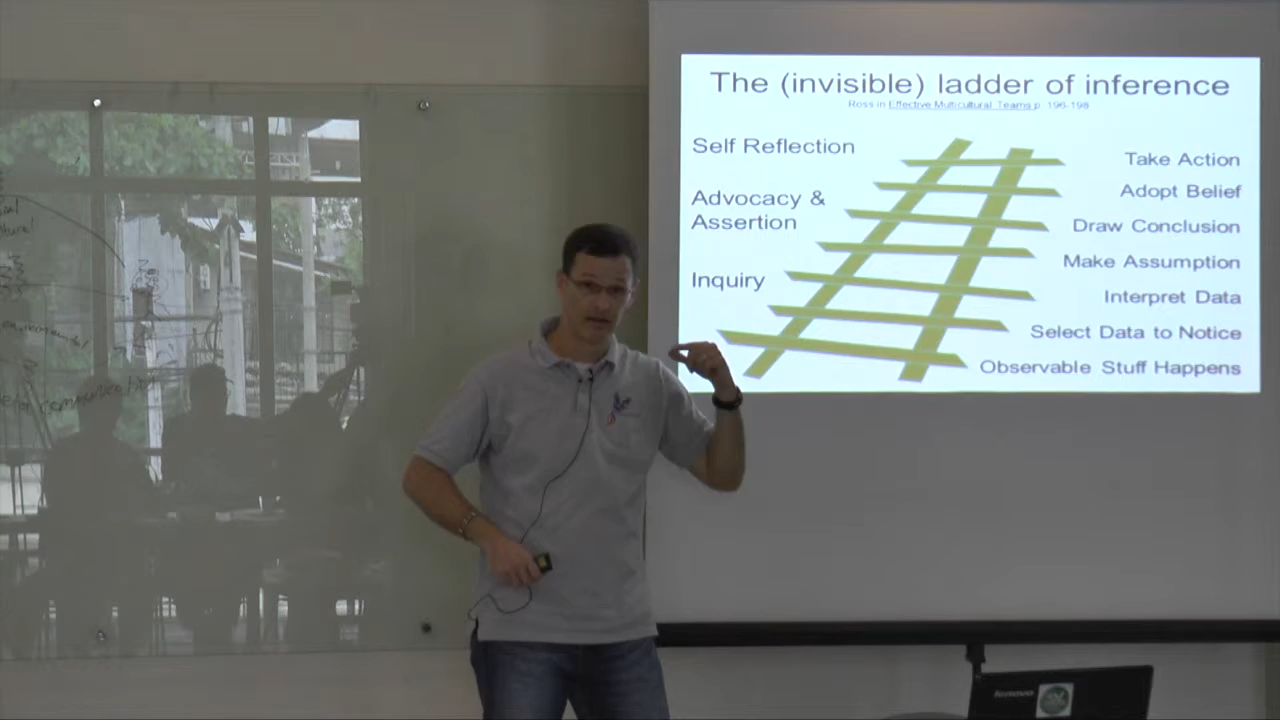 The (invisible) ladder of inference
Ross in Effective Multicultural Teams p. 196-198
Self Reflection
Advocacy &
Assertion
Inquiry
Take Action
Adopt Belief
Draw Conclusion
Make Assumption
Interpret Data
Select Data to Notice
Observable Stuff Happens
lenovo